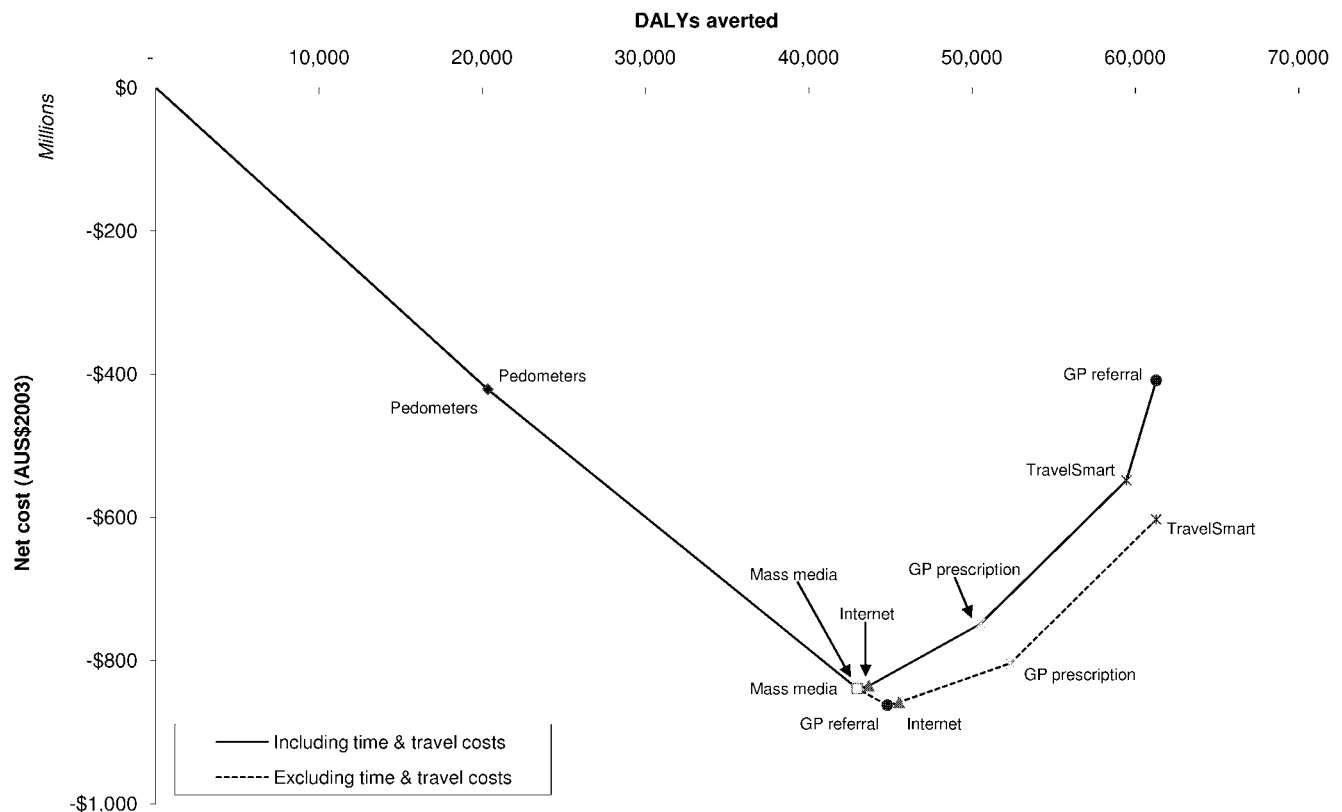 DALYs averted
- 10,000 20,000 30,000 40,000 50,000 60,000 70,000
$0
Millions
-$200
-$400
-$600
-$800
-$1,000
Net cost (AUS$2003)
Pedometers
Pedometers
GP referral
TravelSmart
TravelSmart
Mass media
GP prescription
Internet
Mass media
GP prescription
GP referral
Internet
Including time & travel costs
Excluding time & travel costs